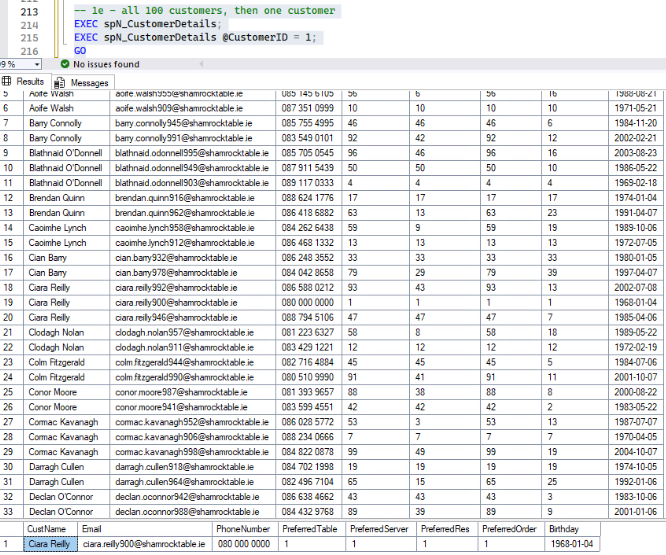 213 -- 1e - all 100 customers, then one customer
214 EXEC spN_CustomerDetails;
215 EXEC spN_CustomerDetails @CustomerID = 1;
216 GO
No issues found
Results Messages
5 Aoife Walsh aoife.walsh955@shamrocktable.ie 085 145 6105 56 6 56 16 1988-08-21
6 Aoife Walsh aoife.walsh909@shamrocktable.ie 087 351 0999 10 10 10 10 1971-05-21
7 Barry Connolly barry.connolly945@shamrocktable.ie 085 755 4995 46 46 46 6 1984-11-20
8 Barry Connolly barry.connolly991@shamrocktable.ie 083 549 0101 92 42 92 12 2002-02-21
9 Blathnaid O'Donnell blathnaid.odonnell995@shamrocktable.ie 085 705 0545 96 46 96 16 2003-08-23
10 Blathnaid O'Donnell blathnaid.odonnell949@shamrocktable.ie 087 911 5439 50 50 50 10 1986-05-22
11 Blathnaid O'Donnell blathnaid.odonnell903@shamrocktable.ie 089 117 0333 4 4 4 4 1969-02-18
12 Brendan Quinn brendan.quinn916@shamrocktable.ie 088 624 1776 17 17 17 17 1974-01-04
13 Brendan Quinn brendan.quinn962@shamrocktable.ie 086 418 6882 63 13 63 23 1991-04-07
14 Caoimhe Lynch caoimhe.lynch958@shamrocktable.ie 084 262 6438 59 9 59 19 1989-10-06
15 Caoimhe Lynch caoimhe.lynch912@shamrocktable.ie 086 468 1332 13 13 13 13 1972-07-05
16 Cian Barry cian.barry932@shamrocktable.ie 086 248 3552 33 33 33 33 1980-01-05
17 Cian Barry cian.barry978@shamrocktable.ie 084 042 8658 79 29 79 39 1997-04-07
18 Ciara Reilly ciara.reilly992@shamrocktable.ie 086 588 0212 93 43 93 13 2002-07-08
19 Ciara Reilly ciara.reilly900@shamrocktable.ie 080 000 0000 1 1 1 1 1968-01-04
20 Ciara Reilly ciara.reilly946@shamrocktable.ie 088 794 5106 47 47 47 7 1985-04-06
21 Clodagh Nolan clodagh.nolan957@shamrocktable.ie 081 223 6327 58 8 58 18 1989-05-22
22 Clodagh Nolan clodagh.nolan911@shamrocktable.ie 083 429 1221 12 12 12 12 1972-02-19
23 Colm Fitzgerald colm.fitzgerald944@shamrocktable.ie 082 716 4884 45 45 45 5 1984-07-06
24 Colm Fitzgerald colm.fitzgerald990@shamrocktable.ie 080 510 9990 91 41 91 11 2001-10-07
25 Conor Moore conor.moore987@shamrocktable.ie 081 393 9657 88 38 88 8 2000-08-22
26 Conor Moore conor.moore941@shamrocktable.ie 083 599 4551 42 42 42 2 1983-05-22
27 Cormac Kavanagh cormac.kavanagh952@shamrocktable.ie 086 028 5772 53 3 53 13 1987-07-07
28 Cormac Kavanagh cormac.kavanagh906@shamrocktable.ie 088 234 0666 7 7 7 7 1970-04-05
29 Cormac Kavanagh cormac.kavanagh998@shamrocktable.ie 084 822 0878 99 49 99 19 2004-10-07
30 Darragh Cullen darragh.cullen918@shamrocktable.ie 084 702 1998 19 19 19 19 1974-10-05
31 Darragh Cullen darragh.cullen964@shamrocktable.ie 082 496 7104 65 15 65 25 1992-01-06
32 Declan O'Connor declan.oconnor942@shamrocktable.ie 086 638 4662 43 43 43 3 1983-10-06
33 Declan O'Connor declan.oconnor988@shamrocktable.ie 084 432 9768 89 39 89 9 2001-01-06
CustName Email PhoneNumber PreferredTable PreferredServer PreferredRes PreferredOrder Birthday
1 Ciara Reilly ciara.reilly900@shamrocktable.ie 080 000 0000 1 1 1 1 1968-01-04